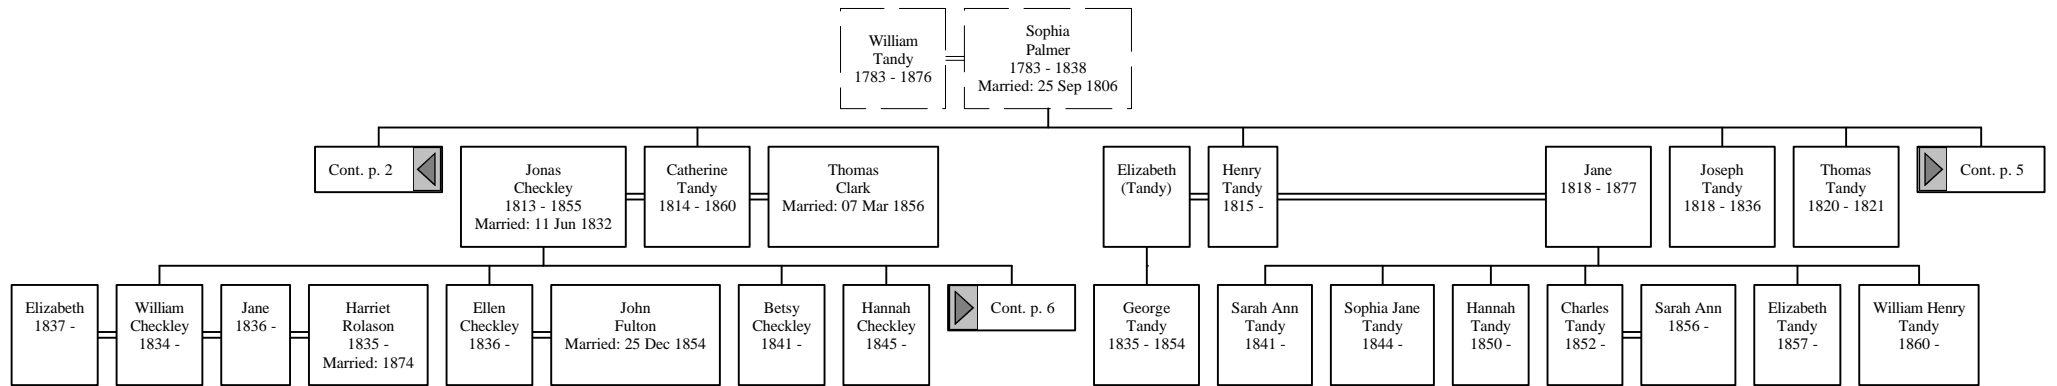 William
Tandy
1783 - 1876
Sophia
Palmer
1783 - 1838
Married: 25 Sep 1806
Cont. p. 2
Jonas
Checkley
1813 - 1855
Married: 11 Jun 1832
Catherine
Tandy
1814 - 1860
Thomas
Clark
Married: 07 Mar 1856
Elizabeth
(Tandy)
Henry
Tandy
1815 -
Jane
1818 - 1877
Joseph
Tandy
1818 - 1836
Thomas
Tandy
1820 - 1821
Cont. p. 5
Elizabeth
1837 -
William
Checkley
1834 -
Jane
1836 -
Harriet
Rolason
1835 -
Married: 1874
Ellen
Checkley
1836 -
John
Fulton
Married: 25 Dec 1854
Betsy
Checkley
1841 -
Hannah
Checkley
1845 -
Cont. p. 6
George
Tandy
1835 - 1854
Sarah Ann
Tandy
1841 -
Sophia Jane
Tandy
1844 -
Hannah
Tandy
1850 -
Charles
Tandy
1852 -
Sarah Ann
1856 -
Elizabeth
Tandy
1857 -
William Henry
Tandy
1860 -